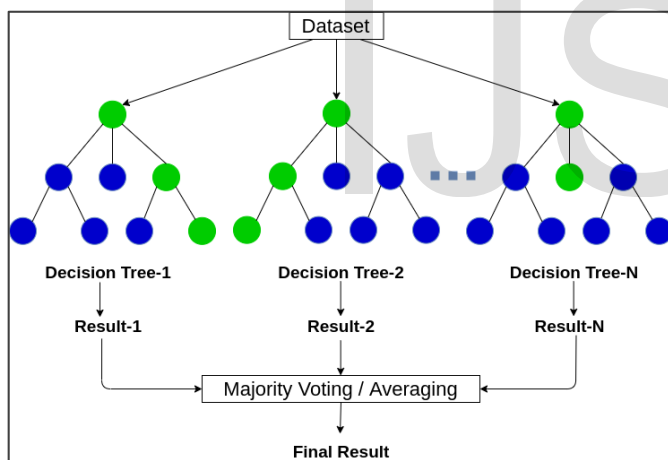 Dataset
IJS
Decision Tree-1
Decision Tree-2
Decision Tree-N
Result-1
Result-2
Result-N
Majority Voting / Averaging
Final Result